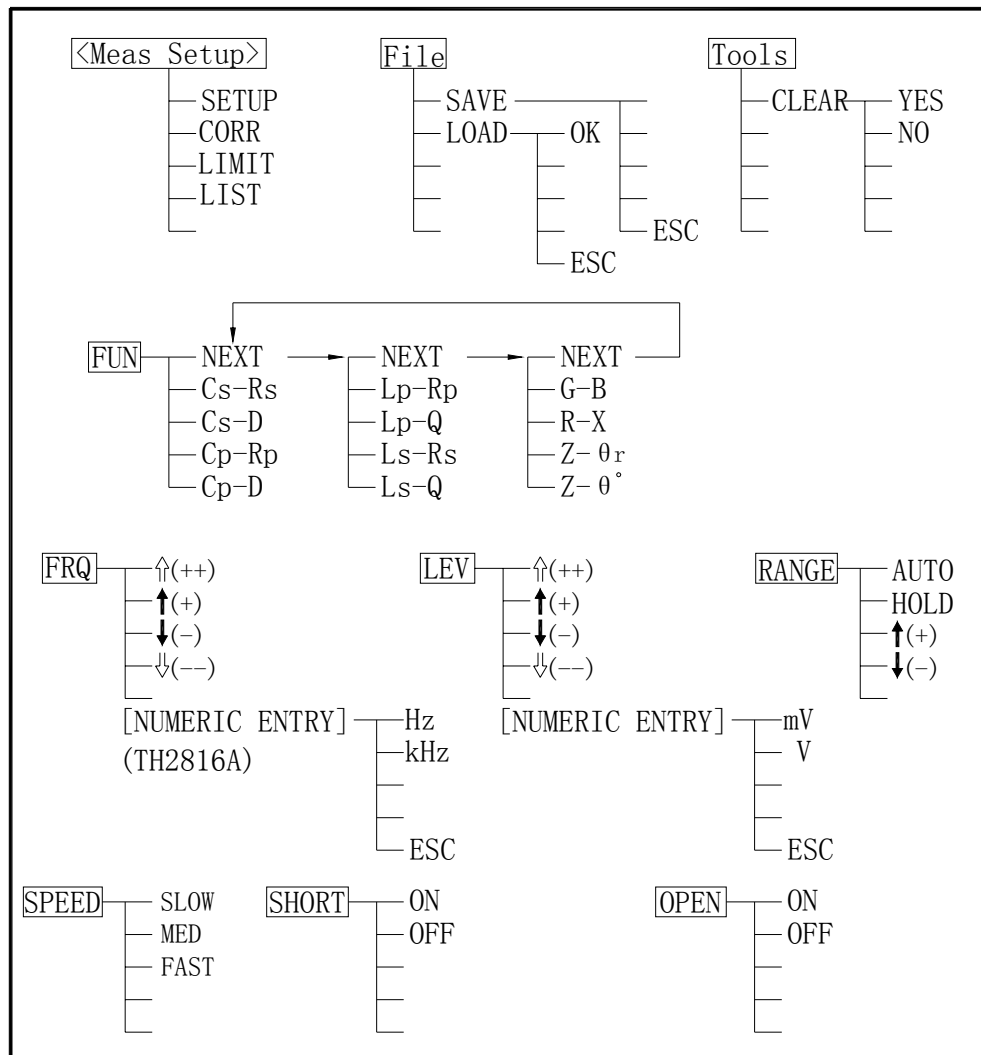 <Meas Setup> File Tools
SETUP SAVE CLEAR YES
CORR LOAD OK NO
LIMIT
LIST
ESC
ESC
FUN NEXT NEXT NEXT
Cs-Rs Lp-Rp G-B
Cs-D Lp-Q R-X
Cp-Rp Ls-Rs Z-θr
Cp-D Ls-Q Z-θ°
FRQ ⇧(++) LEV ⇧(++) RANGE AUTO
⬆(+) ⬆(+) HOLD
⬇(-) ⬇(-) ⬆(+)
⇩(--) ⇩(--) ⬇(-)
[NUMERIC ENTRY] Hz [NUMERIC ENTRY] mV
(TH2816A) kHz V
ESC ESC
SPEED SLOW SHORT ON OPEN ON
MED OFF OFF
FAST